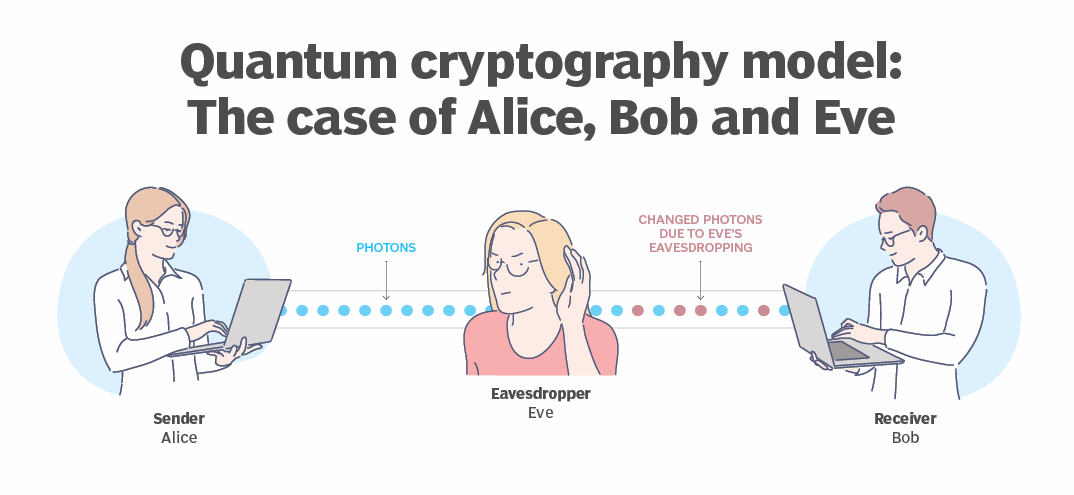 Quantum cryptography model:
The case of Alice, Bob and Eve
PHOTONS
CHANGED PHOTONS
DUE TO EVE'S
EAVESDROPPING
Sender
Alice
Eavesdropper
Eve
Receiver
Bob